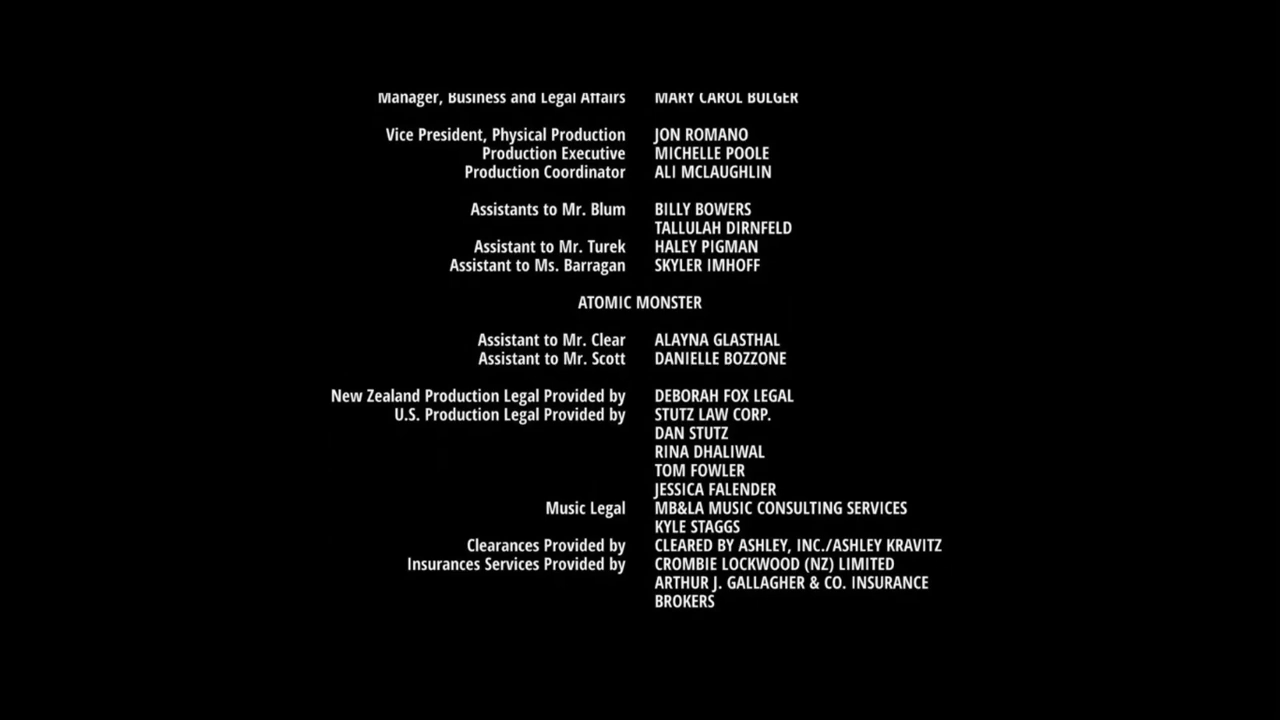 Manager, Business and Legal Affairs MARY CAROL BULGER
Vice President, Physical Production JON ROMANO
Production Executive MICHELLE POOLE
Production Coordinator ALI MCLAUGHLIN
Assistants to Mr. Blum BILLY BOWERS
TALLULAH DIRNFELD
Assistant to Mr. Turek HALEY PIGMAN
Assistant to Ms. Barragan SKYLER IMHOFF
ATOMIC MONSTER
Assistant to Mr. Clear ALAYNA GLASTHAL
Assistant to Mr. Scott DANIELLE BOZZONE
New Zealand Production Legal Provided by DEBORAH FOX LEGAL
U.S. Production Legal Provided by STUTZ LAW CORP.
DAN STUTZ
RINA DHALIWAL
TOM FOWLER
JESSICA FALENDER
Music Legal MB&LA MUSIC CONSULTING SERVICES
KYLE STAGGS
Clearances Provided by CLEARED BY ASHLEY, INC./ASHLEY KRAVITZ
Insurances Services Provided by CROMBIE LOCKWOOD (NZ) LIMITED
ARTHUR J. GALLAGHER & CO. INSURANCE
BROKERS